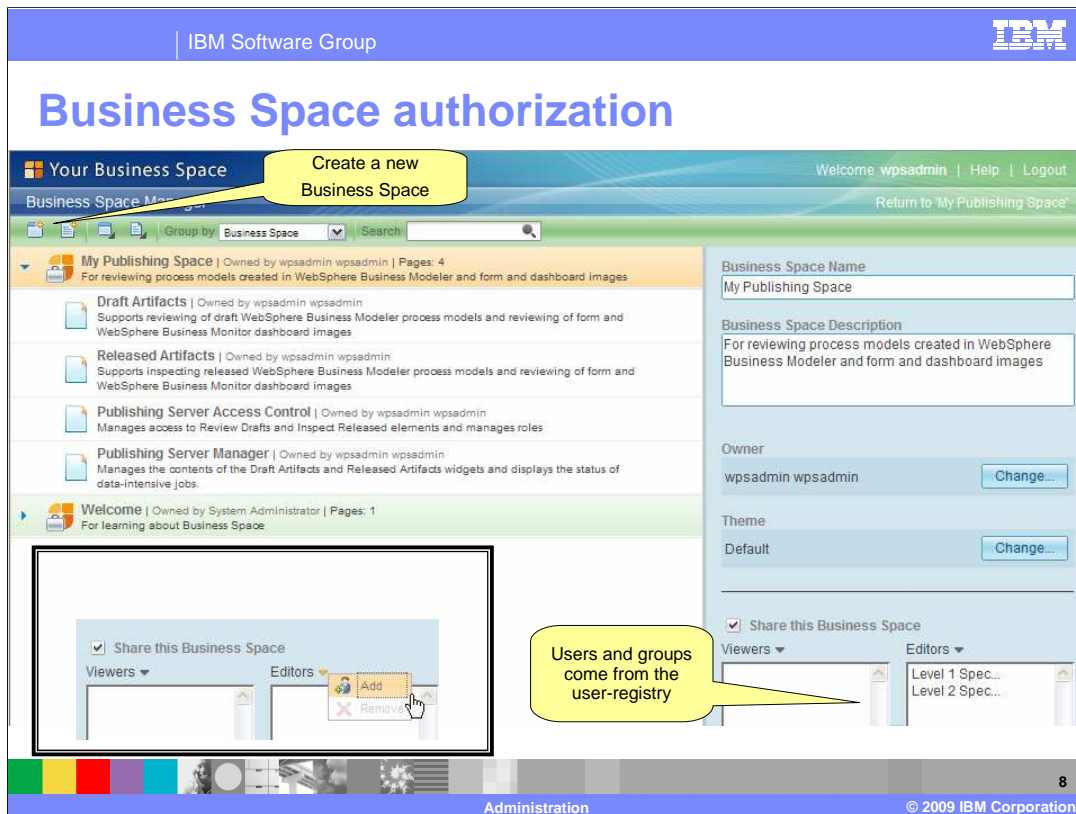 IBM Software Group
IBM
Business Space authorization
Your Business Space
Create a new
Business Space
Welcome wpsadmin | Help | Logout
Business Space Manager
Return to 'My Publishing Space'
Group by Business Space Search
My Publishing Space | Owned by wpsadmin wpsadmin | Pages: 4
For reviewing process models created in WebSphere Business Modeler and form and dashboard images
Draft Artifacts | Owned by wpsadmin wpsadmin
Supports reviewing of draft WebSphere Business Modeler process models and reviewing of form and
WebSphere Business Monitor dashboard images
Released Artifacts | Owned by wpsadmin wpsadmin
Supports inspecting released WebSphere Business Modeler process models and reviewing of form and
WebSphere Business Monitor dashboard images
Publishing Server Access Control | Owned by wpsadmin wpsadmin
Manages access to Review Drafts and Inspect Released elements and manages roles
Publishing Server Manager | Owned by wpsadmin wpsadmin
Manages the contents of the Draft Artifacts and Released Artifacts widgets and displays the status of
data-intensive jobs.
Welcome | Owned by System Administrator | Pages: 1
For learning about Business Space
Business Space Name
My Publishing Space
Business Space Description
For reviewing process models created in WebSphere
Business Modeler and form and dashboard images
Owner
wpsadmin wpsadmin Change...
Theme
Default Change...
Share this Business Space
Viewers Editors
Level 1 Spec...
Level 2 Spec...
Share this Business Space
Viewers Editors
Add
Remove
Users and groups
come from the
user-registry
8
Administration
© 2009 IBM Corporation